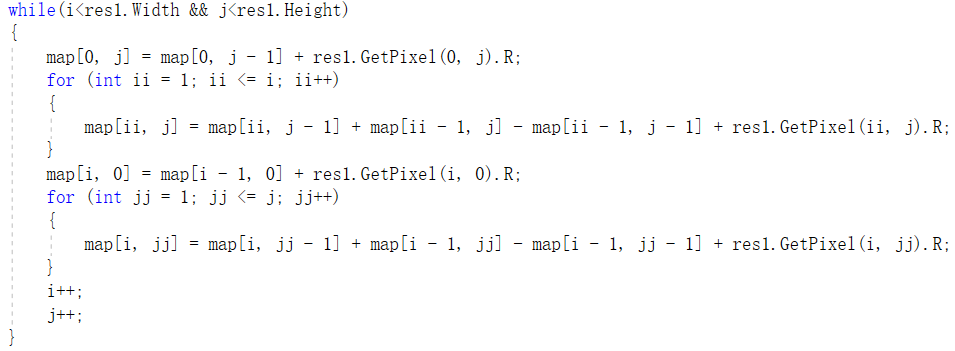 while(i<res1.Width && j<res1.Height)
{
    map[0, j] = map[0, j - 1] + res1.GetPixel(0, j).R;
    for (int ii = 1; ii <= i; ii++)
    {
        map[ii, j] = map[ii, j - 1] + map[ii - 1, j] - map[ii - 1, j - 1] + res1.GetPixel(ii, j).R;
    }
    map[i, 0] = map[i - 1, 0] + res1.GetPixel(i, 0).R;
    for (int jj = 1; jj <= j; jj++)
    {
        map[i, jj] = map[i, jj - 1] + map[i - 1, jj] - map[i - 1, jj - 1] + res1.GetPixel(i, jj).R;
    }
    i++;
    j++;
}